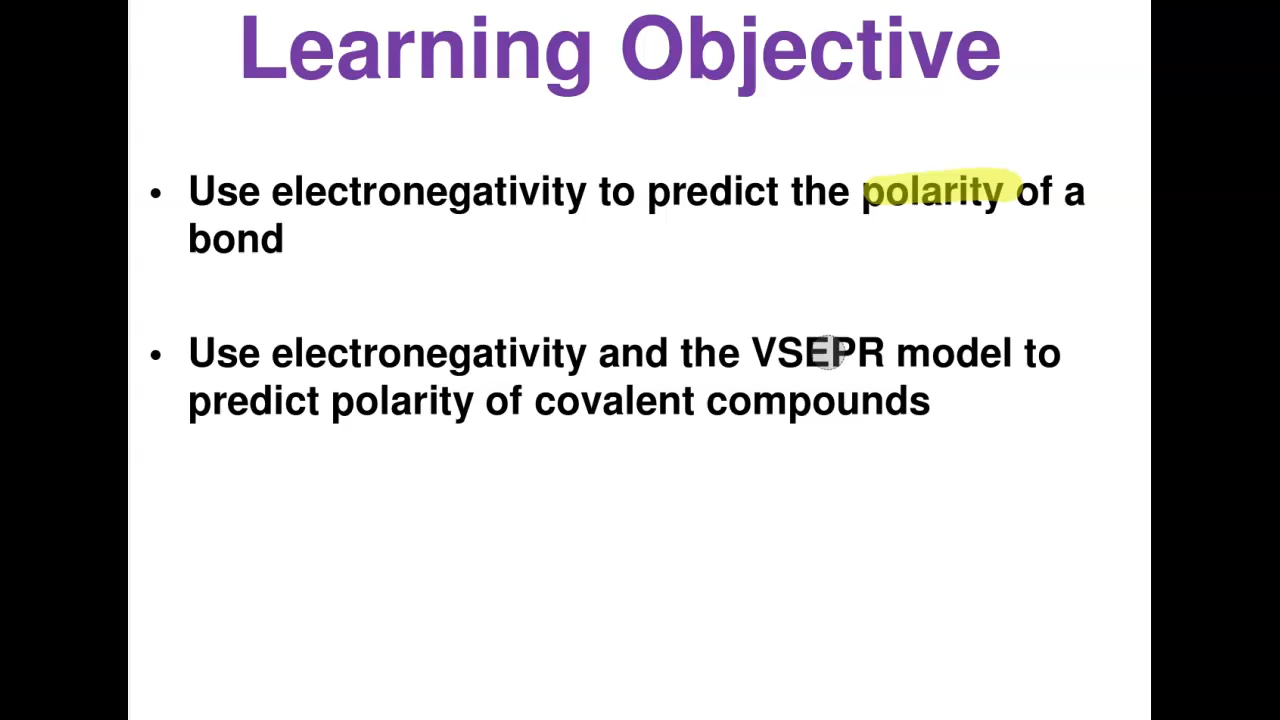 Learning Objective
• Use electronegativity to predict the polarity of a
bond
• Use electronegativity and the VSEPR model to
predict polarity of covalent compounds